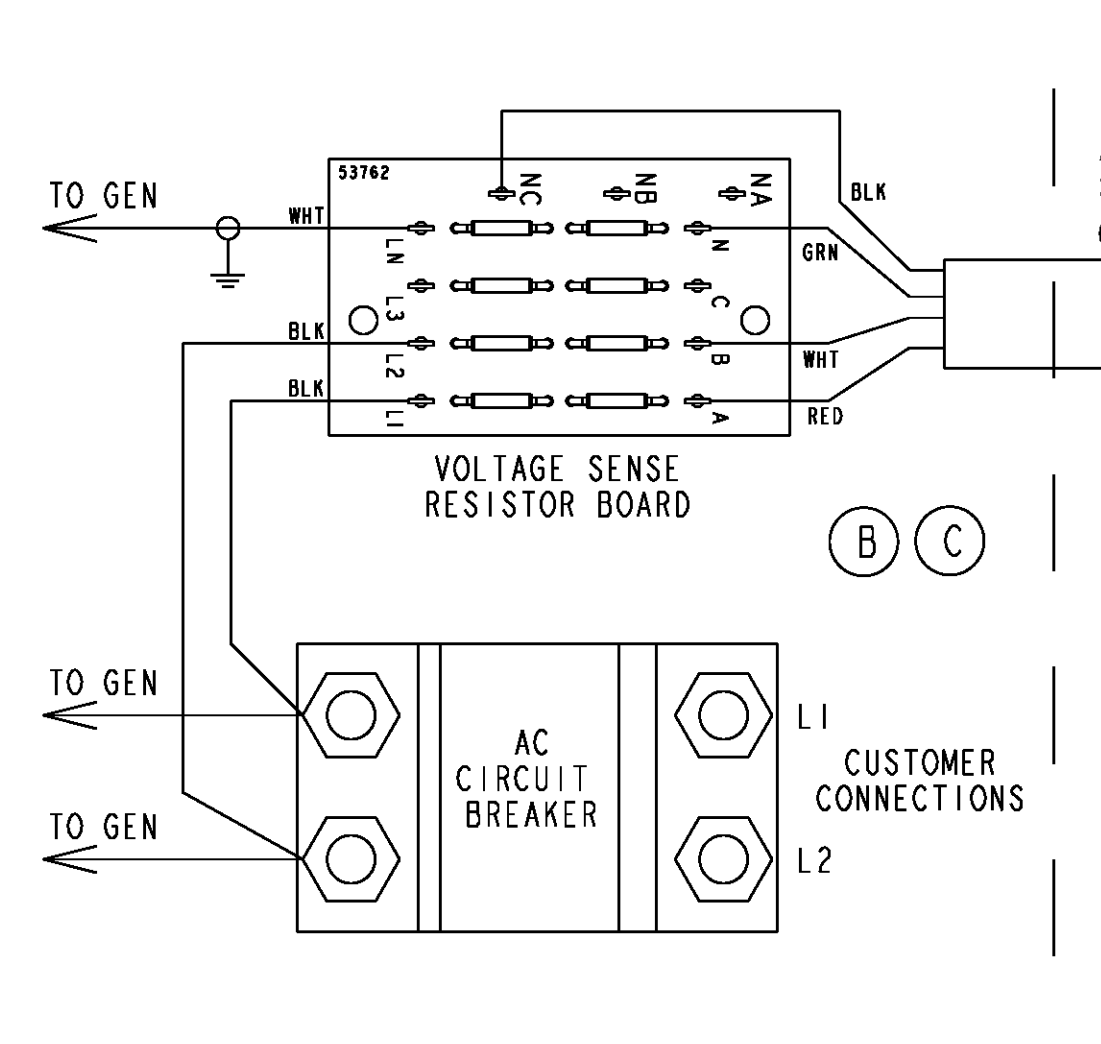 53762
TO GEN
NC
NB
NA
BLK
WHT
LN
N
GRN
L3
C
BLK
L2
B
WHT
BLK
L1
A
RED
VOLTAGE SENSE
RESISTOR BOARD
B
C
TO GEN
L1
AC
CIRCUIT
BREAKER
CUSTOMER
CONNECTIONS
TO GEN
L2